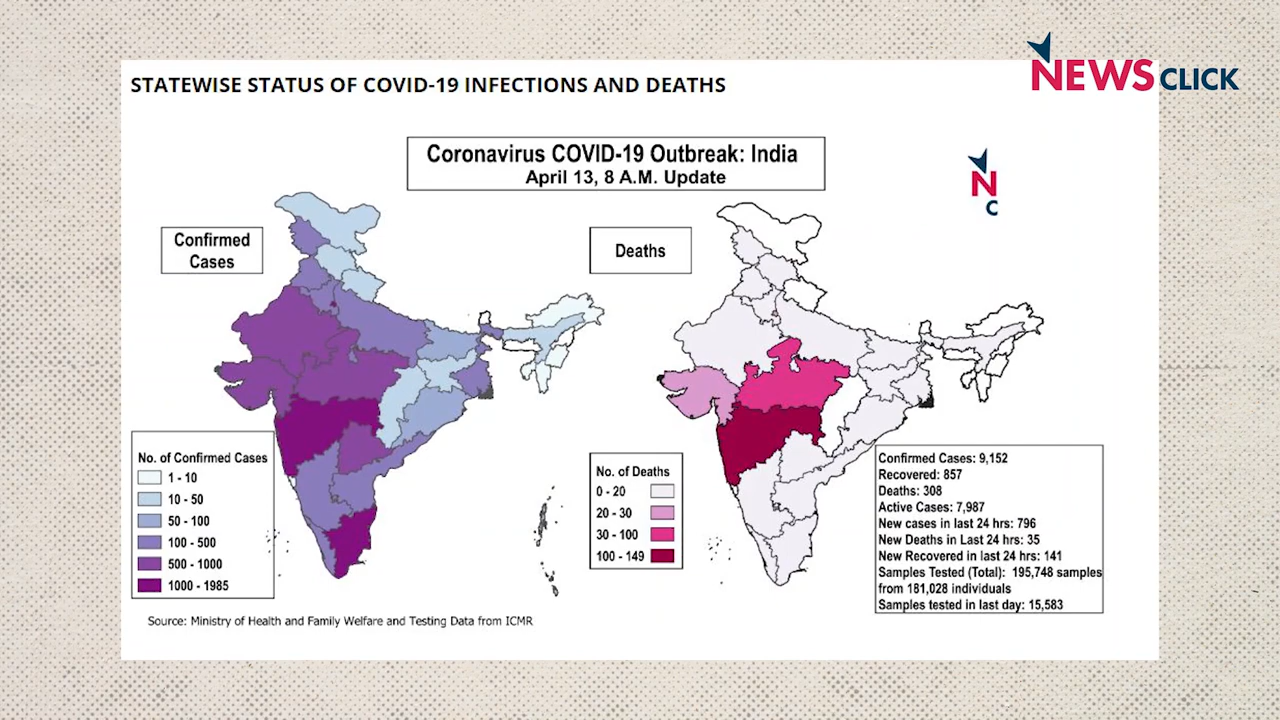 NEWSCLICK
STATEWISE STATUS OF COVID-19 INFECTIONS AND DEATHS
Coronavirus COVID-19 Outbreak: India
April 13, 8 A.M. Update
N
C
Confirmed
Cases
Deaths
No. of Confirmed Cases
1 - 10
10 - 50
50 - 100
100 - 500
500 - 1000
1000 - 1985
No. of Deaths
0 - 20
20 - 30
30 - 100
100 - 149
Confirmed Cases: 9,152
Recovered: 857
Deaths: 308
Active Cases: 7,987
New cases in last 24 hrs: 796
New Deaths in Last 24 hrs: 35
New Recovered in last 24 hrs: 141
Samples Tested (Total): 195,748 samples
from 181,028 individuals
Samples tested in last day: 15,583
Source: Ministry of Health and Family Welfare and Testing Data from ICMR